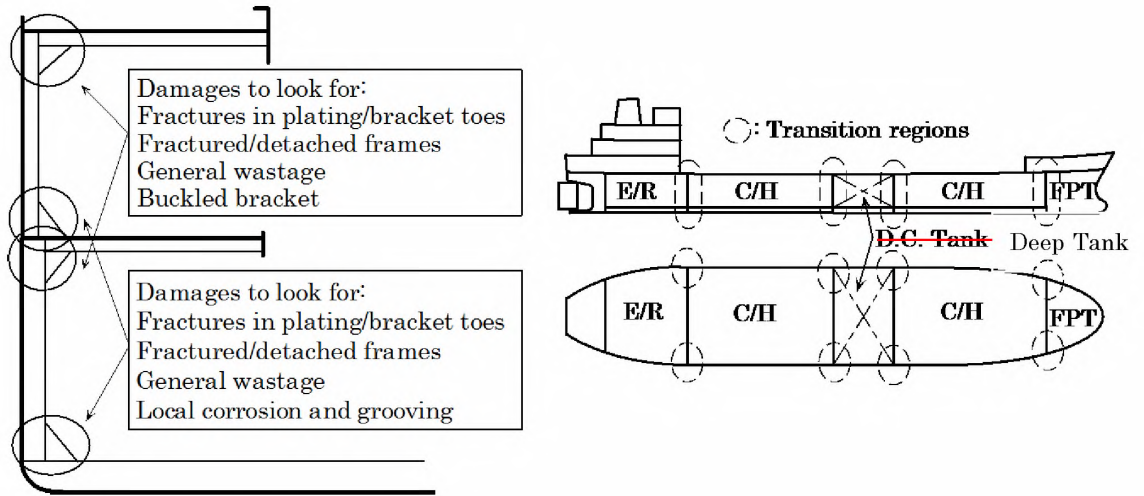 Damages to look for:
Fractures in plating/bracket toes
Fractured/detached frames
General wastage
Buckled bracket
Damages to look for:
Fractures in plating/bracket toes
Fractured/detached frames
General wastage
Local corrosion and grooving
: Transition regions
E/R C/H C/H FPT
D.C. Tank Deep Tank
E/R C/H C/H FPT